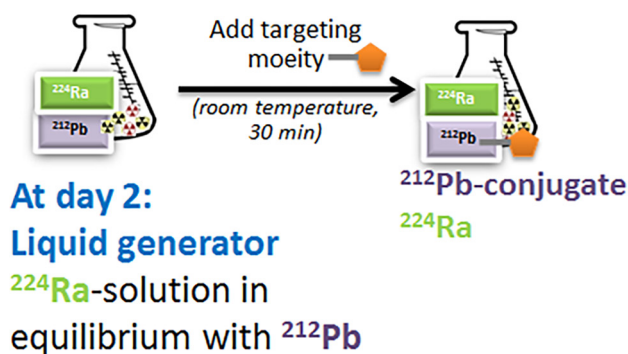 Add targeting
moeity
(room temperature,
30 min)
²²⁴Ra
²¹²Pb
²²⁴Ra
²¹²Pb
At day 2:
Liquid generator
²²⁴Ra-solution in
equilibrium with ²¹²Pb
²¹²Pb-conjugate
²²⁴Ra